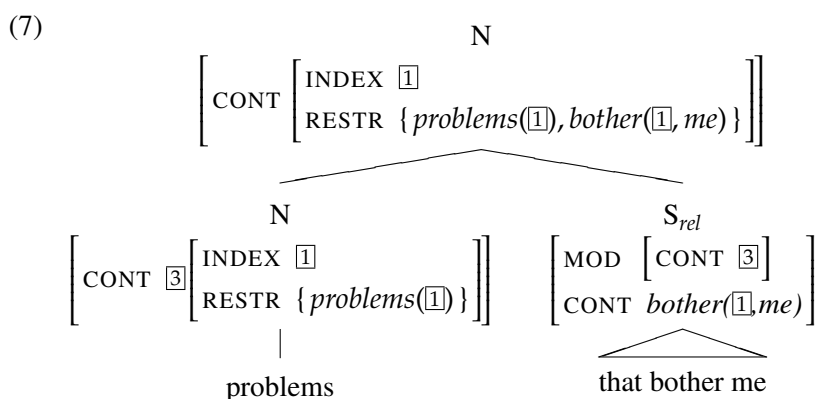 (7)
N
[CONT [INDEX 1
RESTR {problems(1), bother(1, me)}]]
N
[CONT 3 [INDEX 1
RESTR {problems(1)}]]
problems
S_rel
[MOD [CONT 3]
CONT bother(1,me)]
that bother me